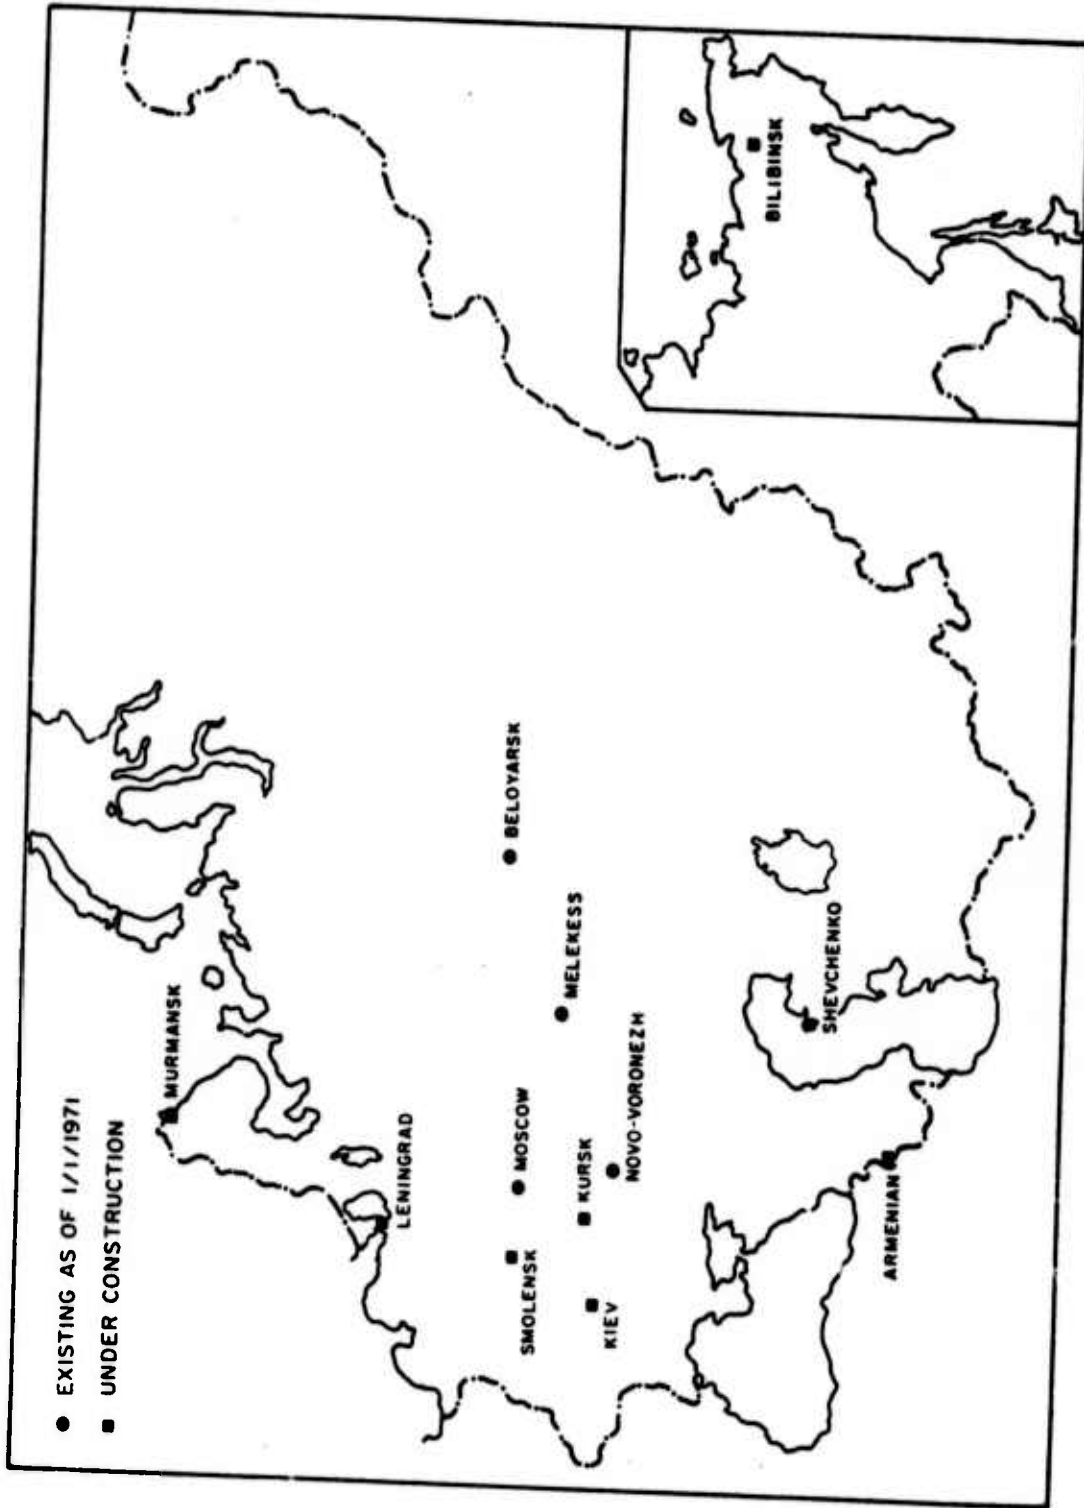 EXISTING AS OF 1/1/1971
UNDER CONSTRUCTION
MURMANSK
LENINGRAD
MOSCOW
SMOLENSK
KURSK
KIEV
NOVO-VORONEZH
MELEKESS
BELOYARSK
SHEVCHENKO
ARMENIAN
BILIBINSK